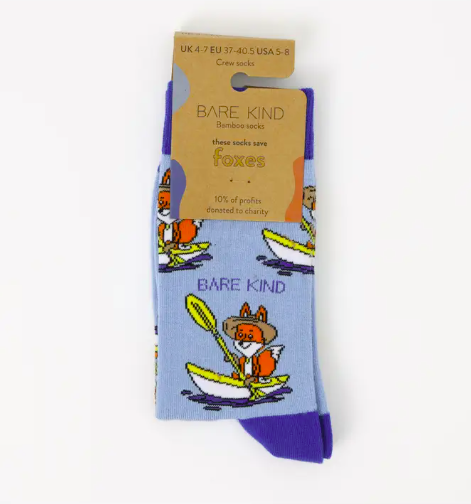 UK 4-7 EU 37-40.5 USA 5-8
Crew socks
BARE KIND
Bamboo socks
these socks save
foxes
10% of profits
donated to charity
BARE KIND